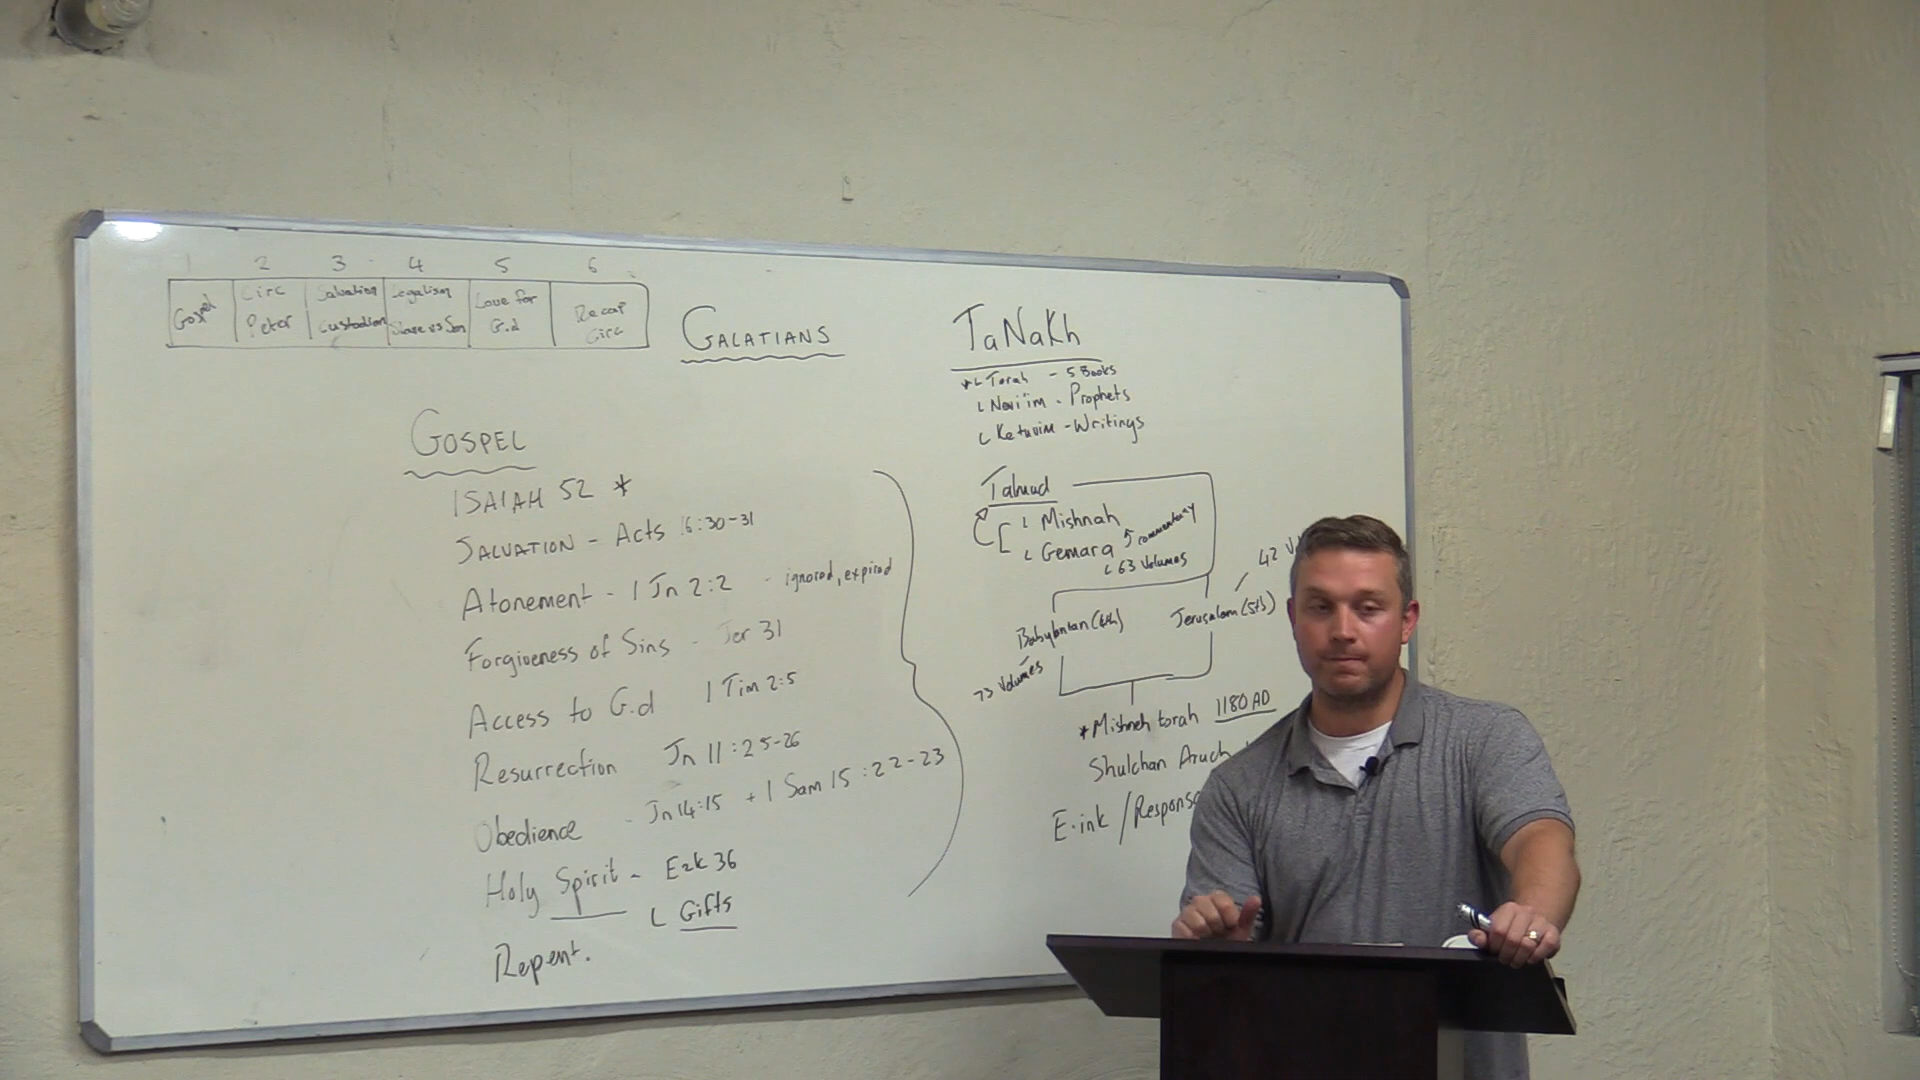 1 2 3 4 5 6
Gospel
Circ Peter
Salvation Custodian
Legalism Slave vs Son
Love for G.d
Recap Circ
GALATIANS
GOSPEL
ISAIAH 52 *
SALVATION - Acts 16:30-31
Atonement - 1 Jn 2:2 - ignored, expired
Forgiveness of Sins - Jer 31
Access to G.d 1 Tim 2:5
Resurrection Jn 11:25-26
Obedience - Jn 14:15 + 1 Sam 15:22-23
Holy Spirit - Ezk 36
Gifts
Repent.
TaNaKh
* Torah - 5 Books
Nevi'im - Prophets
Ketuvim - Writings
Talmud
Mishnah
Gemara commentary
63 Volumes
Babylonian (6th)
73 Volumes
Jerusalem (5th)
42
* Mishneh torah 1180 AD
Shulchan Aruch
E-ink / Respons